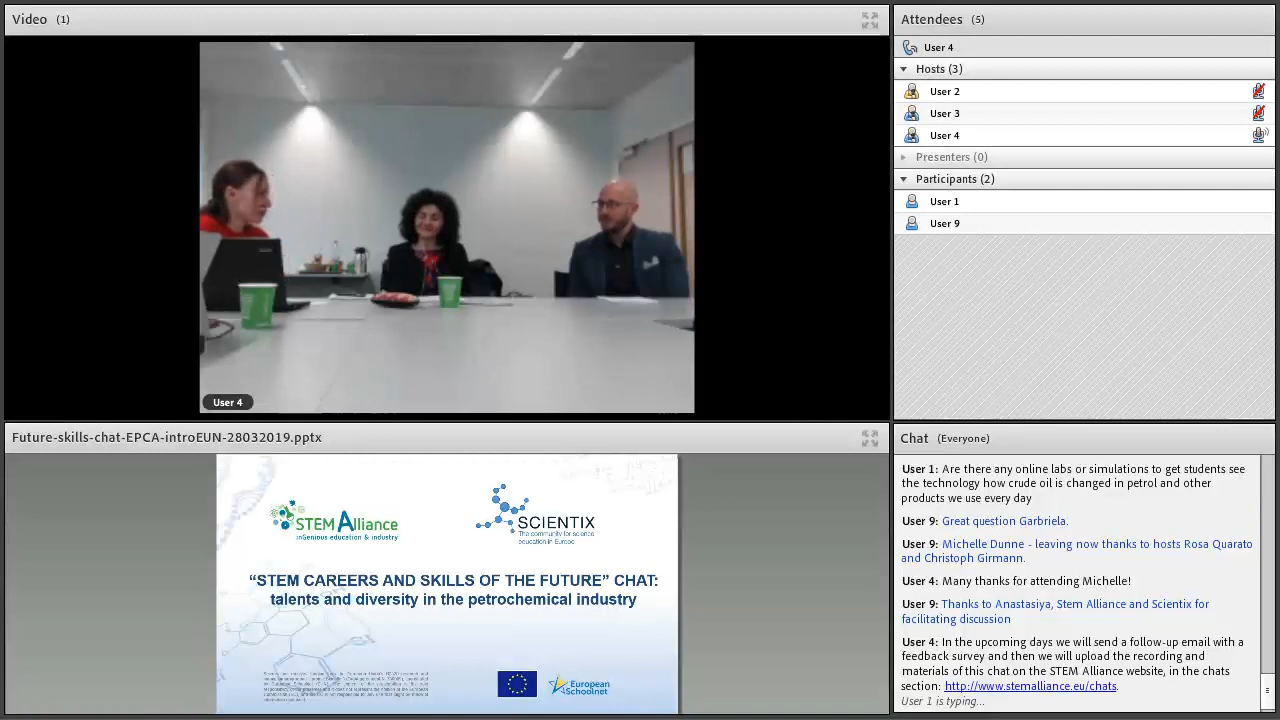 Video (1)
User 4
Future-skills-chat-EPCA-introEUN-28032019.pptx
STEM Alliance
inGenious education & industry
SCIENTIX
The community for science
education in Europe
“STEM CAREERS AND SKILLS OF THE FUTURE” CHAT:
talents and diversity in the petrochemical industry
European
Schoolnet
Attendees (5)
User 4
Hosts (3)
User 2
User 3
User 4
Presenters (0)
Participants (2)
User 1
User 9
Chat (Everyone)
User 1: Are there any online labs or simulations to get students see
the technology how crude oil is changed in petrol and other
products we use every day
User 9: Great question Garbriela.
User 9: Michelle Dunne - leaving now thanks to hosts Rosa Quarato
and Christoph Girmann.
User 4: Many thanks for attending Michelle!
User 9: Thanks to Anastasiya, Stem Alliance and Scientix for
facilitating discussion
User 4: In the upcoming days we will send a follow-up email with a
feedback survey and we will upload the recording and
materials of the chat on the STEM Alliance website in the chats
section: http://www.stemalliance.eu/chats
User 1 is typing...